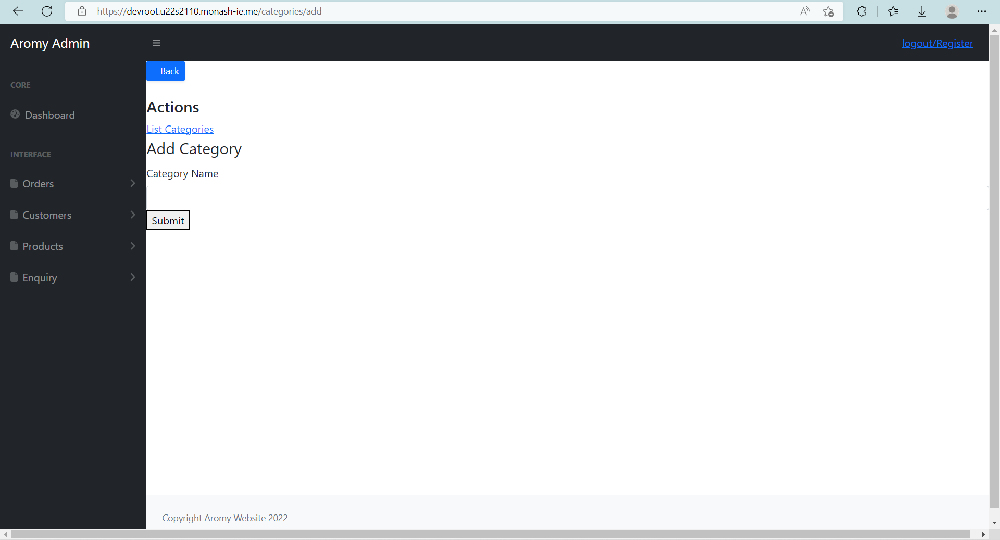 https://devroot.u22s2110.monash-ie.me/categories/add
Aromy Admin
logout/Register
CORE
Dashboard
INTERFACE
Orders
Customers
Products
Enquiry
Back
Actions
List Categories
Add Category
Category Name
Submit
Copyright Aromy Website 2022